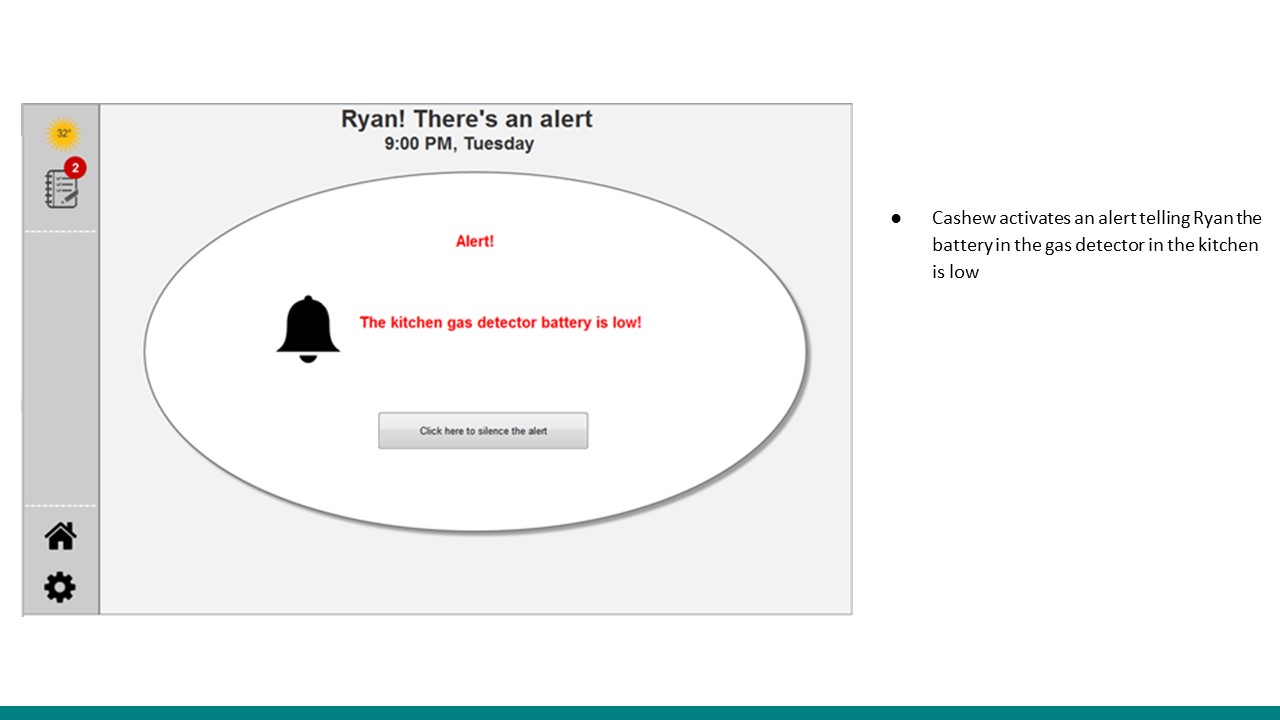 Ryan! There's an alert
9:00 PM, Tuesday
32°
2
Alert!
The kitchen gas detector battery is low!
Click here to silence the alert
● Cashew activates an alert telling Ryan the
battery in the gas detector in the kitchen
is low